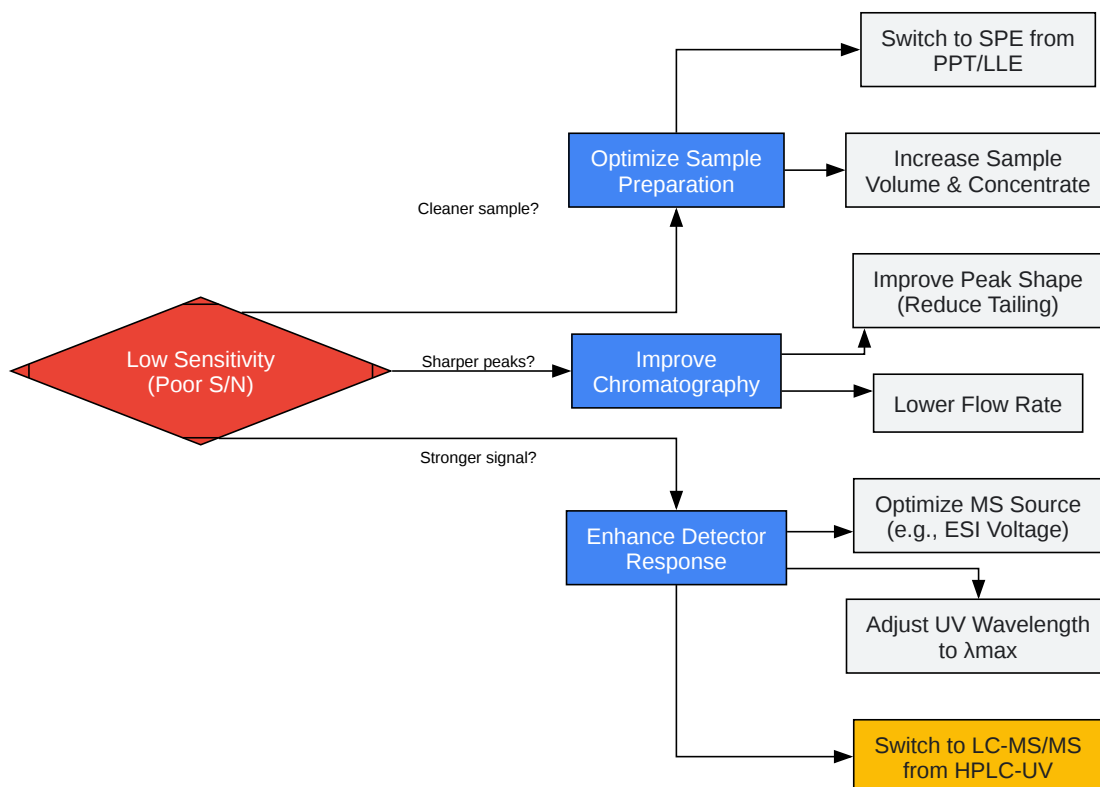 Switch to SPE from
PPT/LLE
Optimize Sample
Preparation
Increase Sample
Volume & Concentrate
Cleaner sample?
Improve Peak Shape
(Reduce Tailing)
Low Sensitivity
(Poor S/N)
Sharper peaks?
Improve
Chromatography
Lower Flow Rate
Stronger signal?
Optimize MS Source
(e.g., ESI Voltage)
Enhance Detector
Response
Adjust UV Wavelength
to λmax
Switch to LC-MS/MS
from HPLC-UV